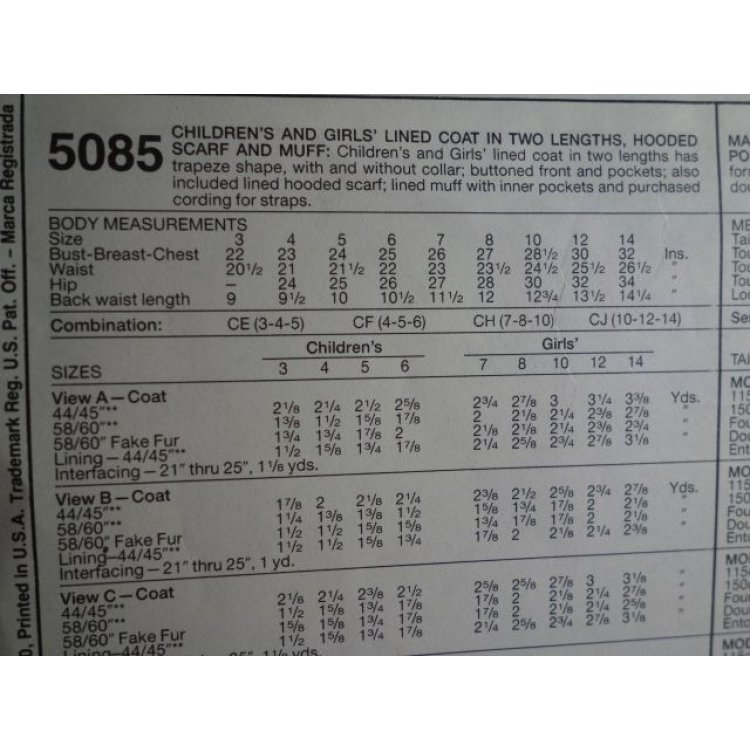 0, Printed in U.S.A. Trademark Reg. U.S. Pat. Off. – Marca Registrada
5085
CHILDREN'S AND GIRLS' LINED COAT IN TWO LENGTHS, HOODED
SCARF AND MUFF: Children's and Girls' lined coat in two lengths has
trapeze shape, with and without collar; buttoned front and pockets; also
included lined hooded scarf; lined muff with inner pockets and purchased
cording for straps.
BODY MEASUREMENTS
Size 3 4 5 6 7 8 10 12 14
Bust-Breast-Chest 22 23 24 25 26 27 28½ 30 32 Ins.
Waist 20½ 21 21½ 22 23 23½ 24½ 25½ 26½ "
Hip – 24 25 26 27 28 30 32 34 "
Back waist length 9 9½ 10 10½ 11½ 12 12¾ 13½ 14¼ "
Combination: CE (3-4-5) CF (4-5-6) CH (7-8-10) CJ (10-12-14)
Children's Girls'
SIZES 3 4 5 6 7 8 10 12 14
View A – Coat
44/45"** 2⅛ 2¼ 2½ 2⅝ 2¾ 2⅞ 3 3¼ 3⅜ Yds.
58/60"** 1⅜ 1½ 1⅝ 1⅞ 2 2 2¼ 2⅜ 2⅞ "
58/60" Fake Fur 1¾ 1¾ 1⅞ 2 2⅛ 2⅛ 2¼ 2⅜ 2¾ "
Lining – 44/45"** 1½ 1⅝ 1¾ 1⅞ 2¼ 2⅝ 2¾ 2⅞ 3⅛ "
Interfacing – 21" thru 25", 1⅛ yds.
View B – Coat
44/45"** 1⅞ 2 2⅛ 2¼ 2⅜ 2½ 2⅝ 2¾ 2⅞ Yds.
58/60"** 1¼ 1⅜ 1⅜ 1½ 1⅝ 1¾ 1⅞ 2 2⅛ "
58/60" Fake Fur 1½ 1½ 1⅝ 1⅝ 1¾ 1⅞ 1⅞ 2 2⅛ "
Lining – 44/45"** 1½ 1½ 1⅝ 1⅝ 1⅞ 2 2⅛ 2¼ 2⅜ "
Interfacing – 21" thru 25", 1 yd.
View C – Coat
44/45"** 2⅛ 2¼ 2⅜ 2½ 2⅝ 2⅝ 2⅞ 3 3⅛ "
58/60"** 1½ 1⅝ 1¾ 1⅞ 1⅞ 2 2⅛ 2¼ 2⅝ "
58/60" Fake Fur 1½ 1⅝ 1¾ 1⅞ 2 2 2¼ 2¼ 2⅝ "
44/45"** 1½ 1⅝ 1¾ 1⅞ 2¼ 2⅝ 2¾ 2⅞ 3⅛ "
25", 1⅛ yds.